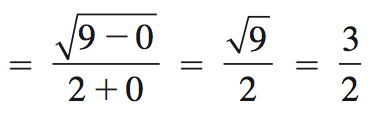 = √(9 − 0) / (2 + 0) = √9 / 2 = 3 / 2